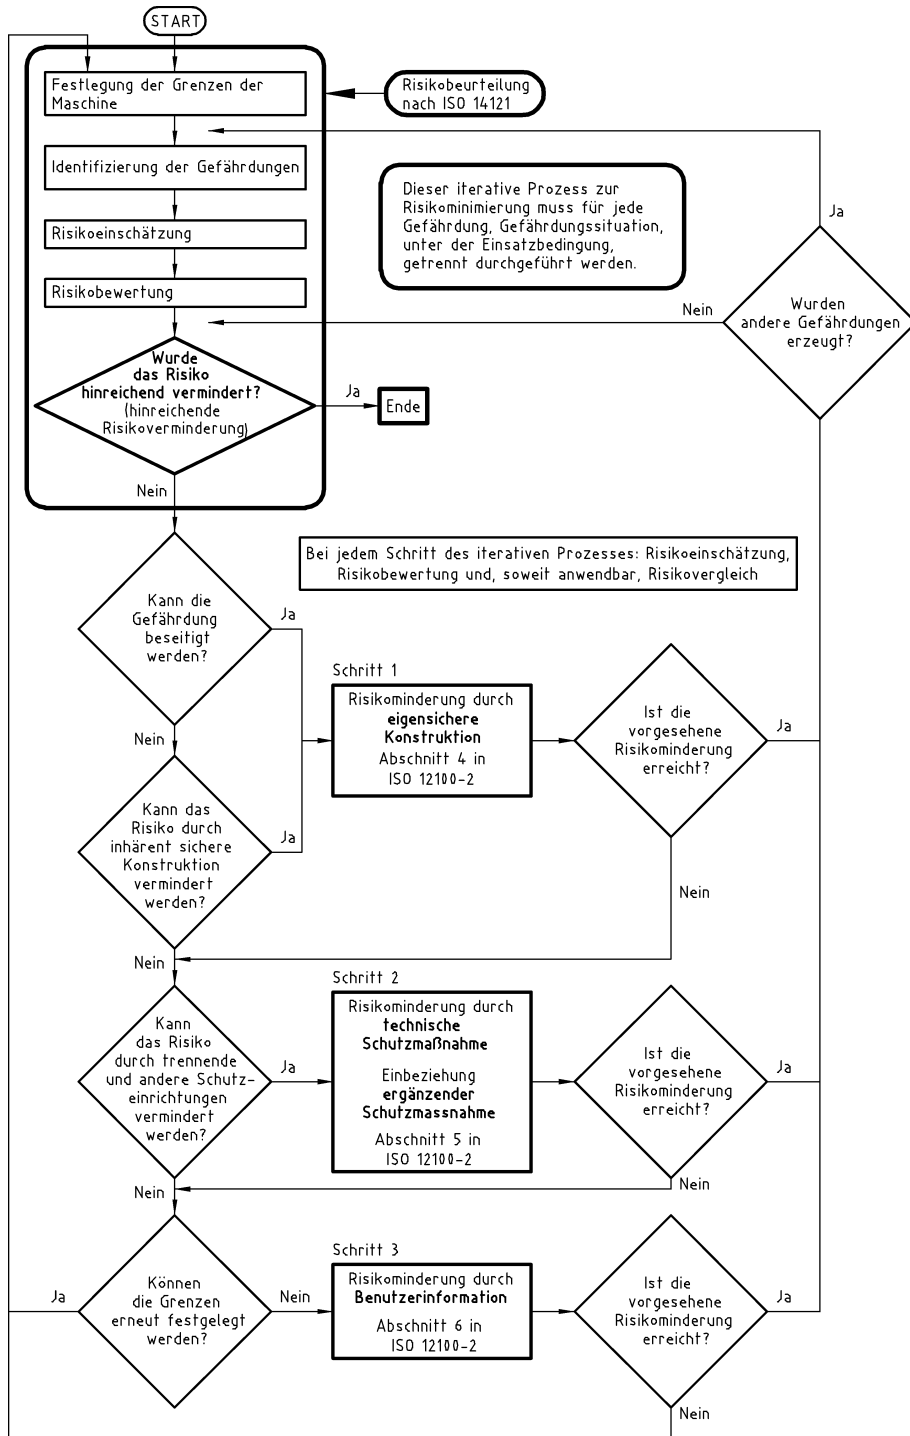 START
Festlegung der Grenzen der
Maschine
Risikobeurteilung
nach ISO 14121
Identifizierung der Gefährdungen
Dieser iterative Prozess zur
Risikominimierung muss für jede
Gefährdung, Gefährdungssituation,
unter der Einsatzbedingung,
getrennt durchgeführt werden.
Ja
Risikoeinschätzung
Risikobewertung
Nein
Wurden
andere Gefährdungen
erzeugt?
Wurde
das Risiko
hinreichend vermindert?
(hinreichende
Risikoverminderung)
Ja
Ende
Nein
Bei jedem Schritt des iterativen Prozesses: Risikoeinschätzung,
Risikobewertung und, soweit anwendbar, Risikovergleich
Kann die
Gefährdung
beseitigt
werden?
Ja
Nein
Schritt 1
Risikominderung durch
eigensichere
Konstruktion
Abschnitt 4 in
ISO 12100-2
Ist die
vorgesehene
Risikominderung
erreicht?
Ja
Nein
Kann das
Risiko durch
inhärent sichere
Konstruktion
vermindert
werden?
Ja
Nein
Schritt 2
Kann
das Risiko
durch trennende
und andere Schutz-
einrichtungen
vermindert
werden?
Ja
Risikominderung durch
technische
Schutzmaßnahme
Einbeziehung
ergänzender
Schutzmassnahme
Abschnitt 5 in
ISO 12100-2
Ist die
vorgesehene
Risikominderung
erreicht?
Ja
Nein
Nein
Schritt 3
Ja
Können
die Grenzen
erneut festgelegt
werden?
Nein
Risikominderung durch
Benutzerinformation
Abschnitt 6 in
ISO 12100-2
Ist die
vorgesehene
Risikominderung
erreicht?
Ja
Nein